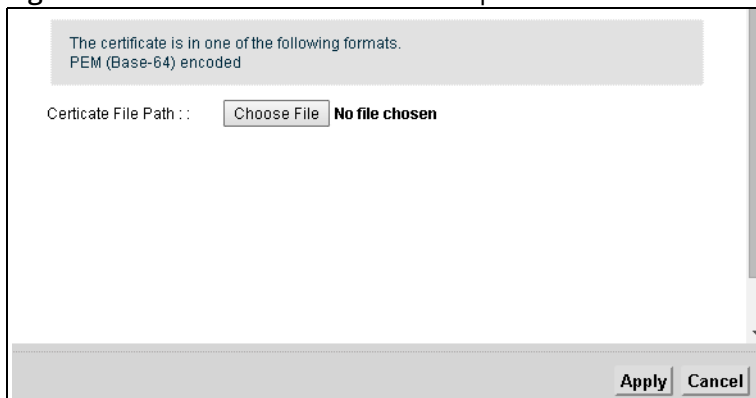 The certificate is in one of the following formats.
PEM (Base-64) encoded
Certicate File Path : : Choose File No file chosen
Apply Cancel